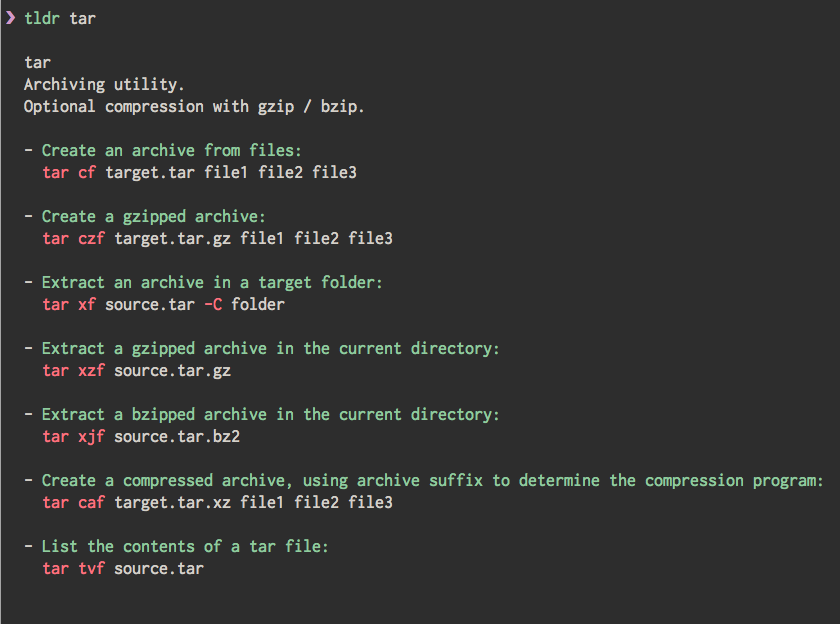 ❯ tldr tar
tar
Archiving utility.
Optional compression with gzip / bzip.
- Create an archive from files:
tar cf target.tar file1 file2 file3
- Create a gzipped archive:
tar czf target.tar.gz file1 file2 file3
- Extract an archive in a target folder:
tar xf source.tar -C folder
- Extract a gzipped archive in the current directory:
tar xzf source.tar.gz
- Extract a bzipped archive in the current directory:
tar xjf source.tar.bz2
- Create a compressed archive, using archive suffix to determine the compression program:
tar caf target.tar.xz file1 file2 file3
- List the contents of a tar file:
tar tvf source.tar